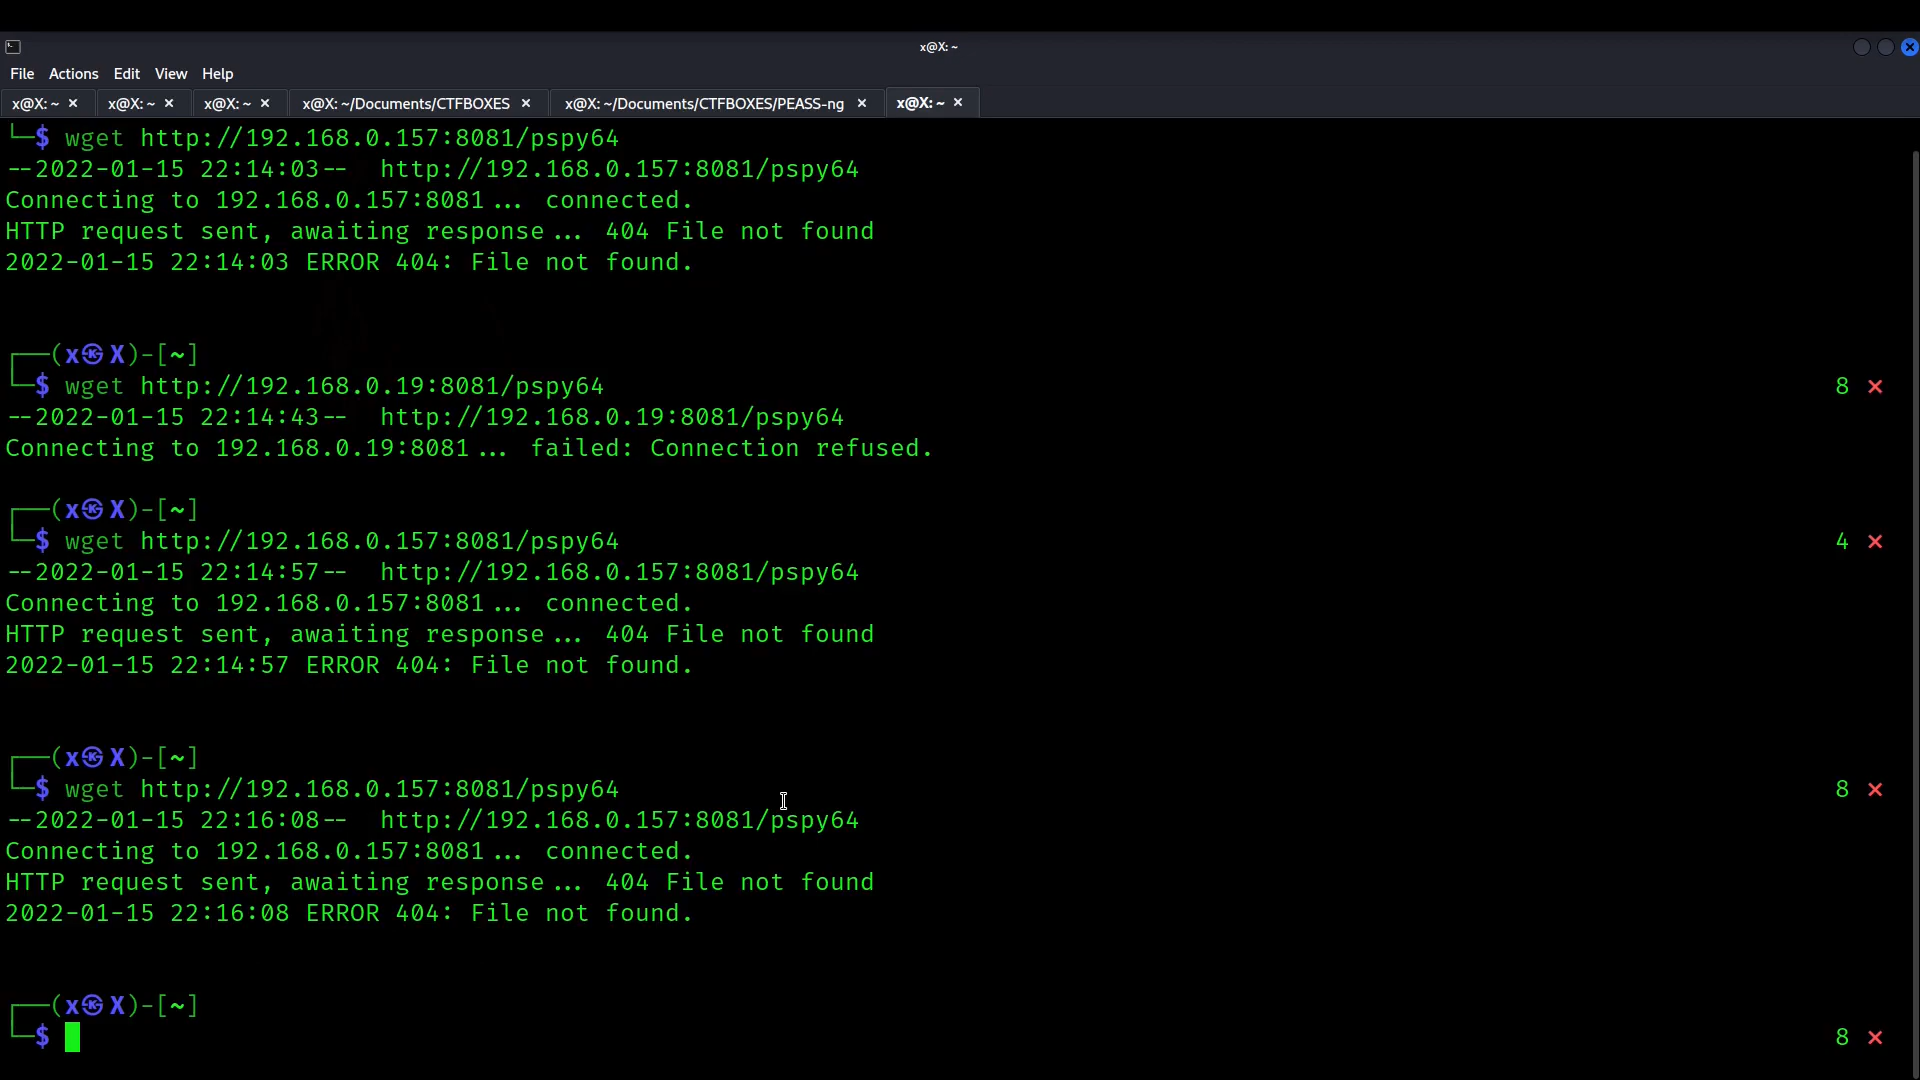 x@X: ~
File Actions Edit View Help
x@X: ~ × x@X: ~ × x@X: ~ × x@X: ~/Documents/CTFBOXES × x@X: ~/Documents/CTFBOXES/PEASS-ng × x@X: ~ ×
└─$ wget http://192.168.0.157:8081/pspy64
--2022-01-15 22:14:03--  http://192.168.0.157:8081/pspy64
Connecting to 192.168.0.157:8081... connected.
HTTP request sent, awaiting response... 404 File not found
2022-01-15 22:14:03 ERROR 404: File not found.
┌──(x㉿X)-[~]
└─$ wget http://192.168.0.19:8081/pspy64 8 ⨯
--2022-01-15 22:14:43--  http://192.168.0.19:8081/pspy64
Connecting to 192.168.0.19:8081... failed: Connection refused.
┌──(x㉿X)-[~]
└─$ wget http://192.168.0.157:8081/pspy64 4 ⨯
--2022-01-15 22:14:57--  http://192.168.0.157:8081/pspy64
Connecting to 192.168.0.157:8081... connected.
HTTP request sent, awaiting response... 404 File not found
2022-01-15 22:14:57 ERROR 404: File not found.
┌──(x㉿X)-[~]
└─$ wget http://192.168.0.157:8081/pspy64 8 ⨯
--2022-01-15 22:16:08--  http://192.168.0.157:8081/pspy64
Connecting to 192.168.0.157:8081... connected.
HTTP request sent, awaiting response... 404 File not found
2022-01-15 22:16:08 ERROR 404: File not found.
┌──(x㉿X)-[~]
└─$ 8 ⨯